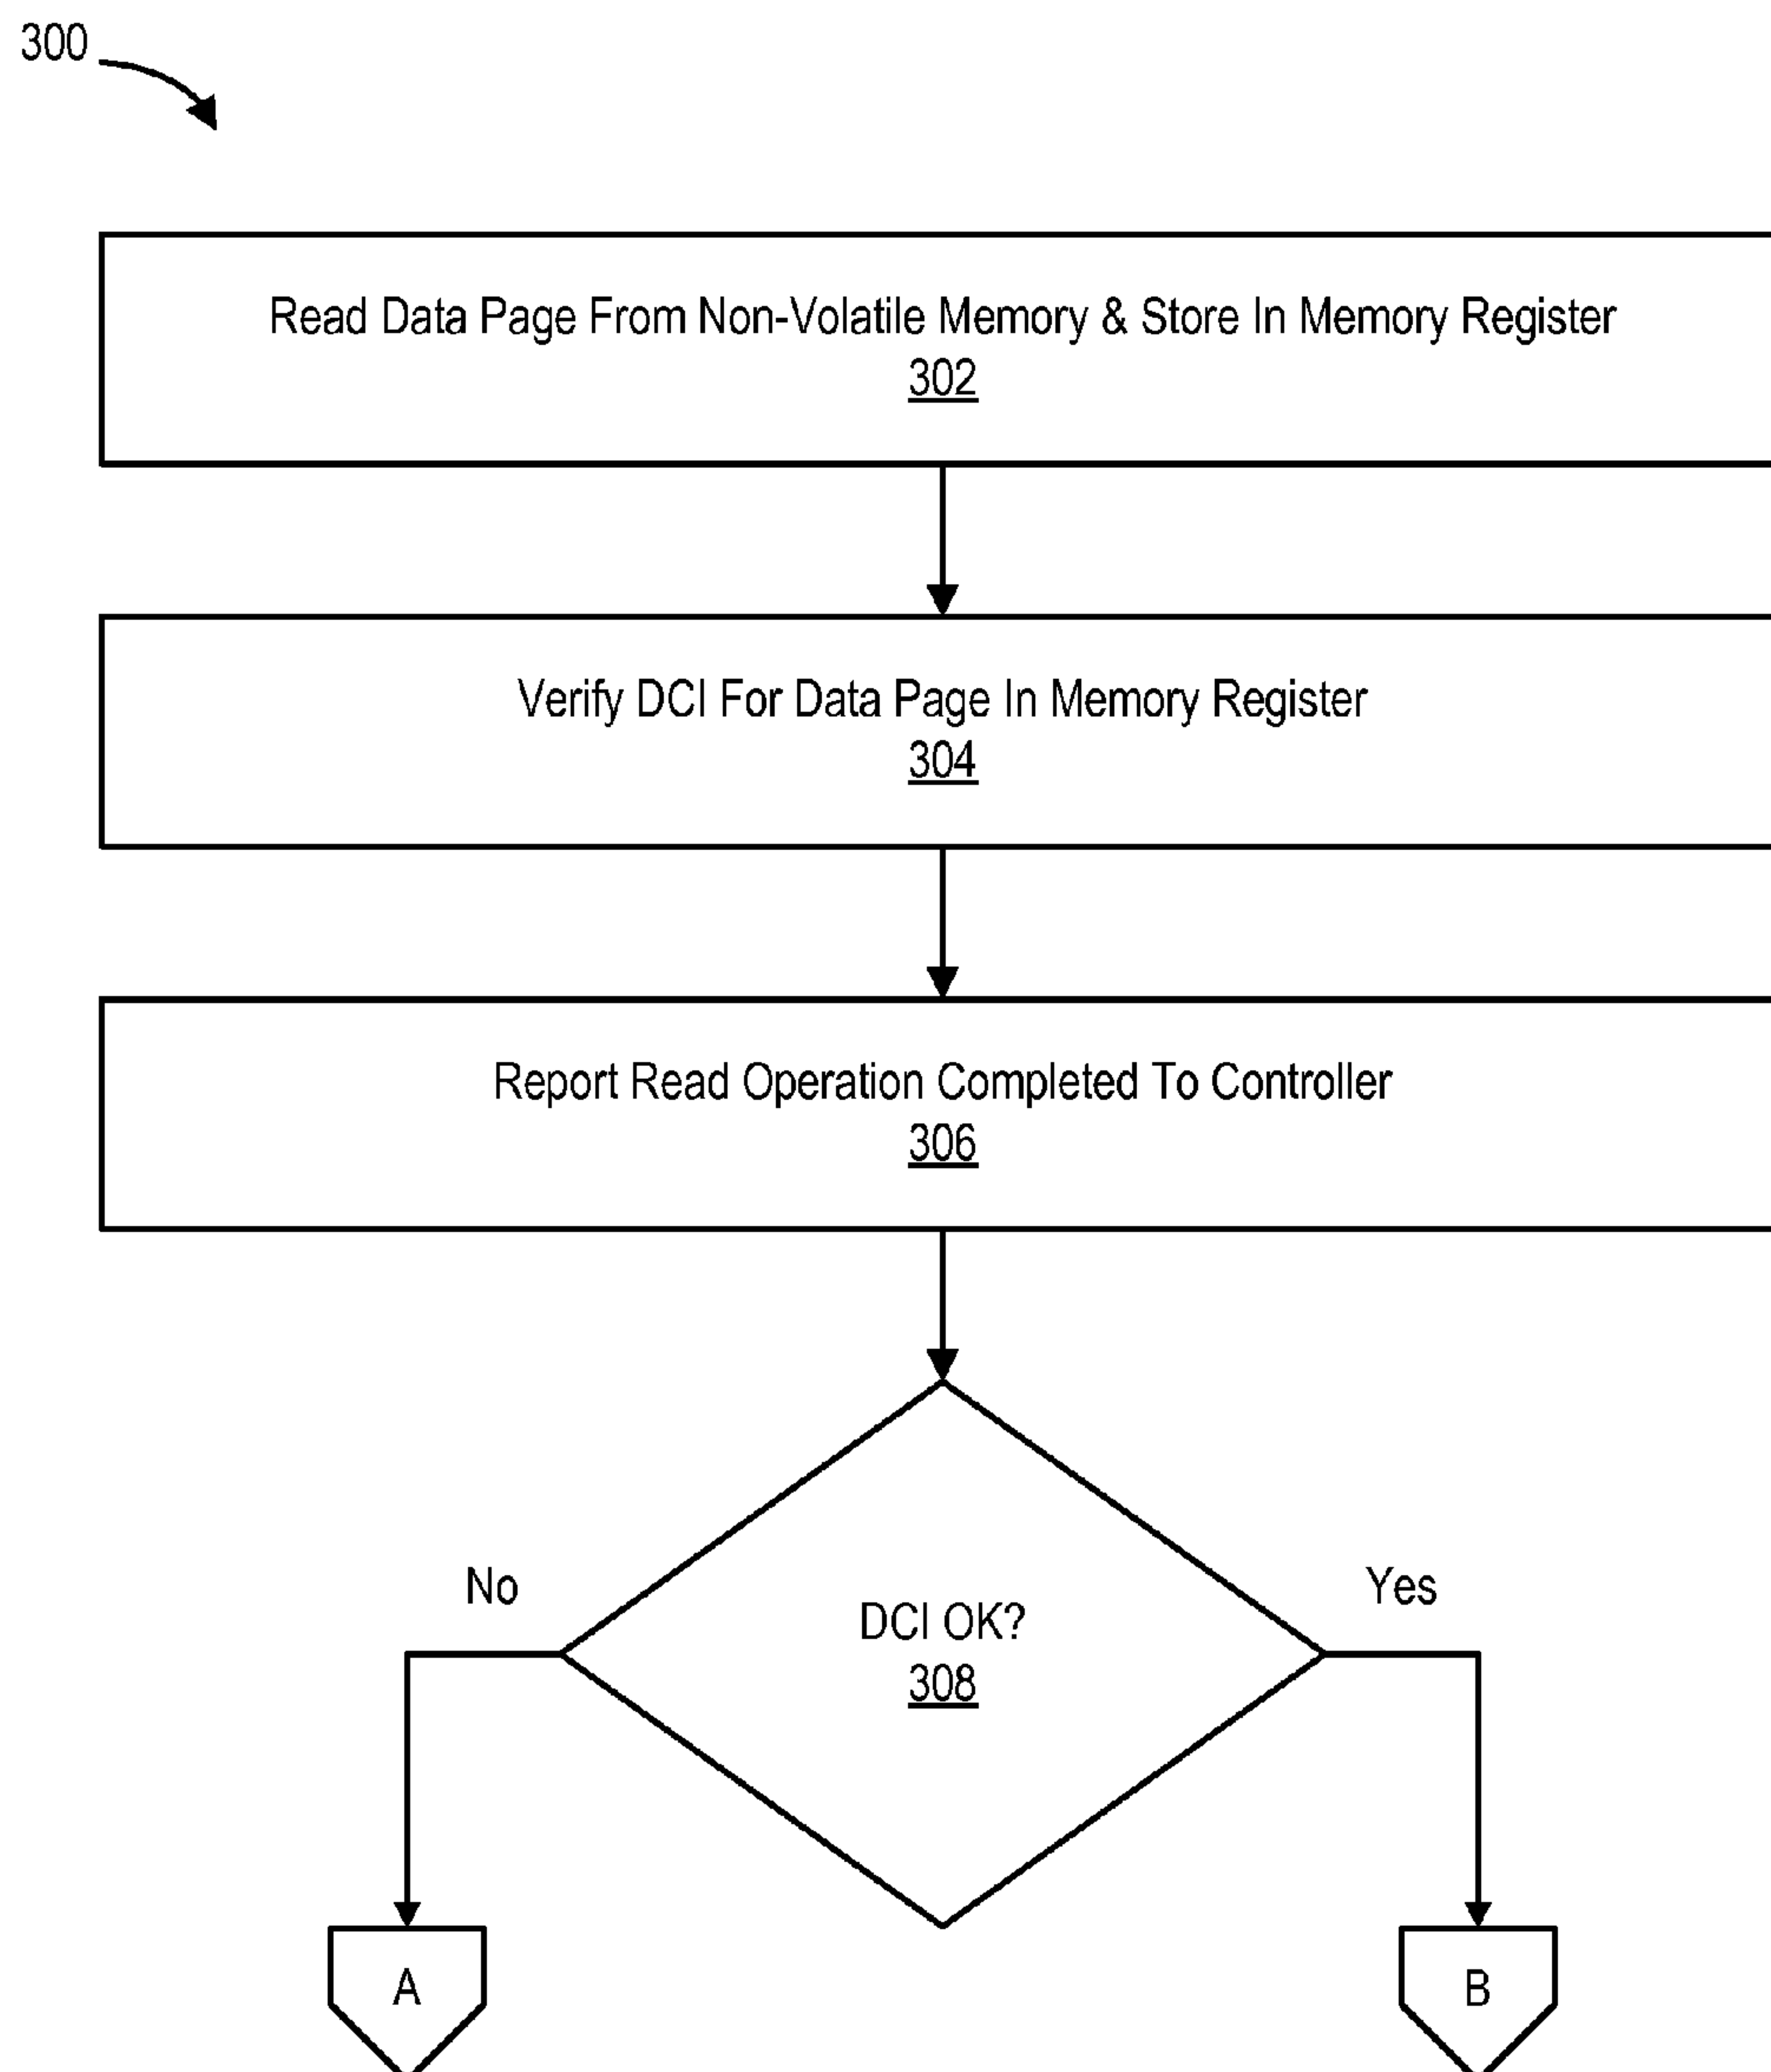 300
Read Data Page From Non-Volatile Memory & Store In Memory Register
302
Verify DCI For Data Page In Memory Register
304
Report Read Operation Completed To Controller
306
No
Yes
DCI OK?
308
A
B